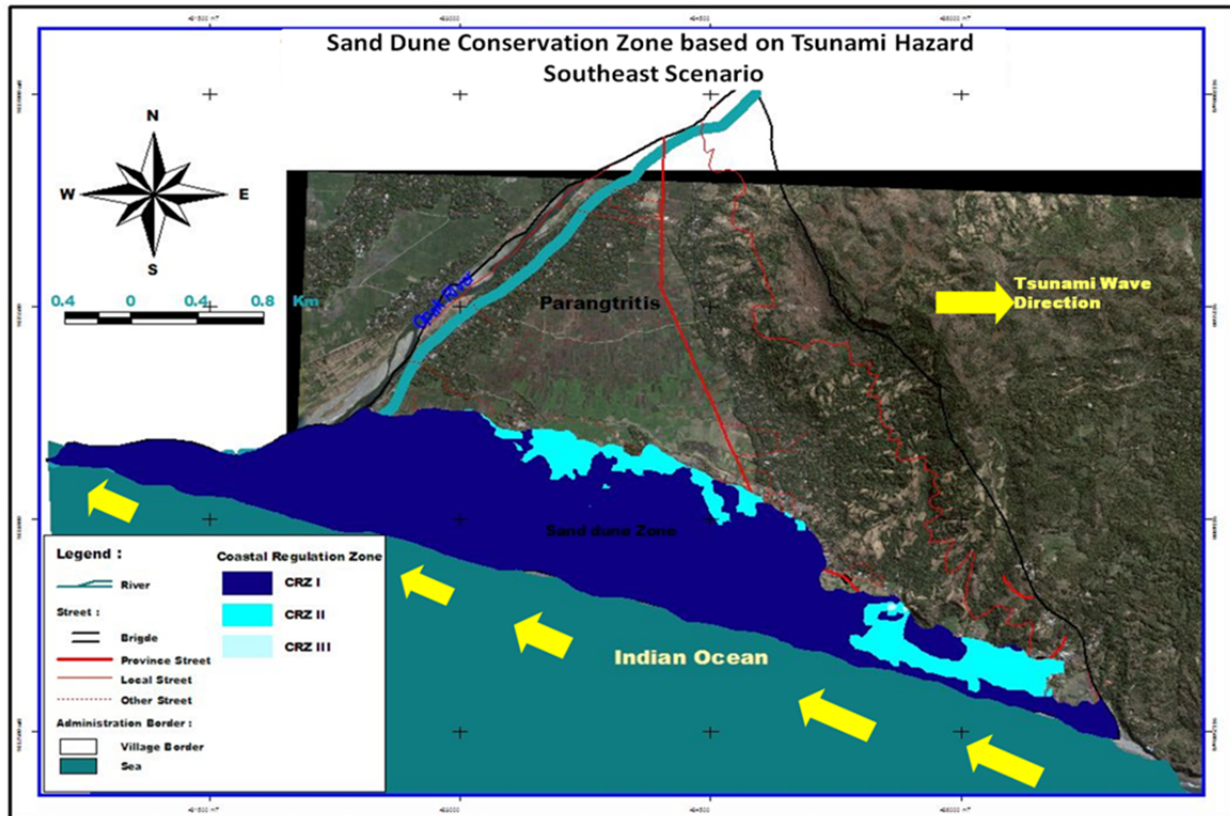 Sand Dune Conservation Zone based on Tsunami Hazard
Southeast Scenario
N
W
E
S
0.4 0 0.4 0.8 Km
Opak River
Parangtritis
Tsunami Wave
Direction
Sand dune Zone
Indian Ocean
Legend :
River
Street :
Brigde
Province Street
Local Street
Other Street
Administration Border :
Village Border
Sea
Coastal Regulation Zone
CRZ I
CRZ II
CRZ III